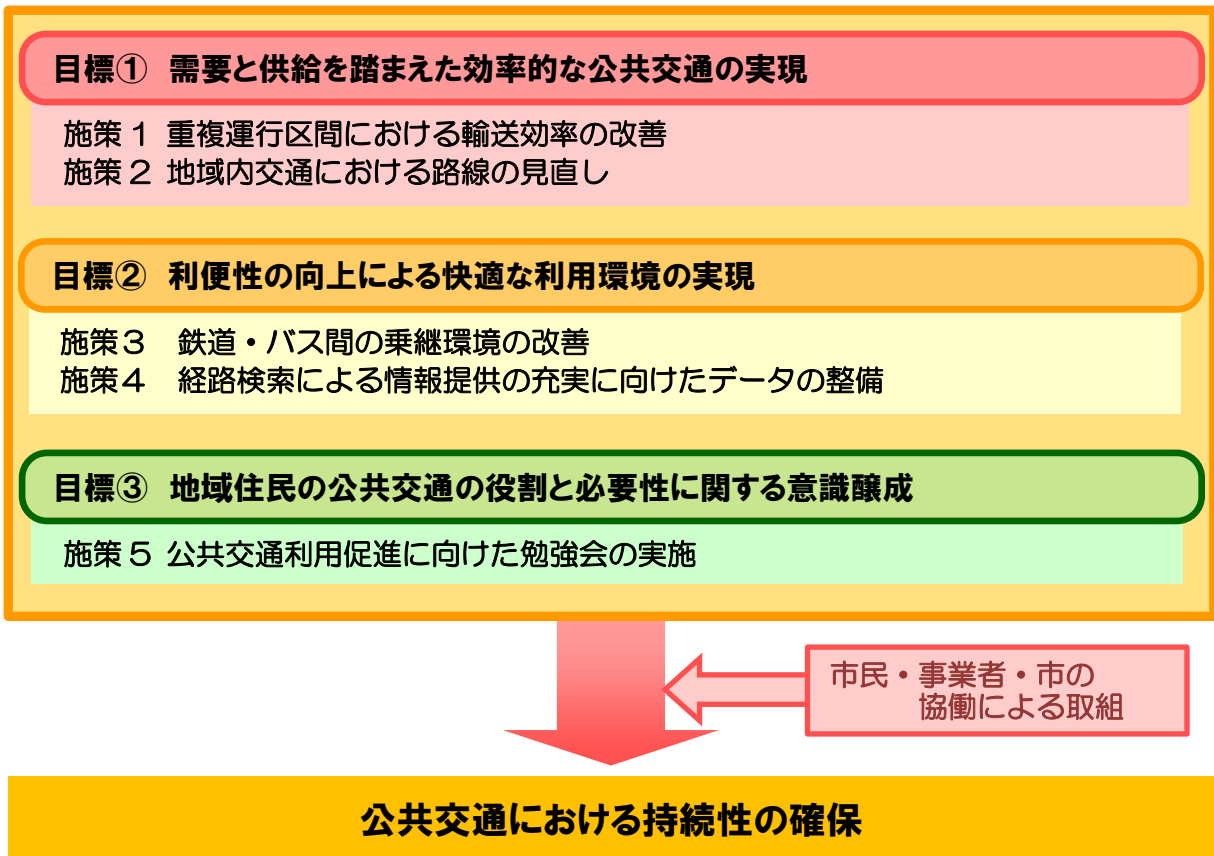 目標① 需要と供給を踏まえた効率的な公共交通の実現
施策1 重複運行区間における輸送効率の改善
施策2 地域内交通における路線の見直し
目標② 利便性の向上による快適な利用環境の実現
施策3 鉄道・バス間の乗継環境の改善
施策4 経路検索による情報提供の充実に向けたデータの整備
目標③ 地域住民の公共交通の役割と必要性に関する意識醸成
施策5 公共交通利用促進に向けた勉強会の実施
市民・事業者・市の
協働による取組
公共交通における持続性の確保